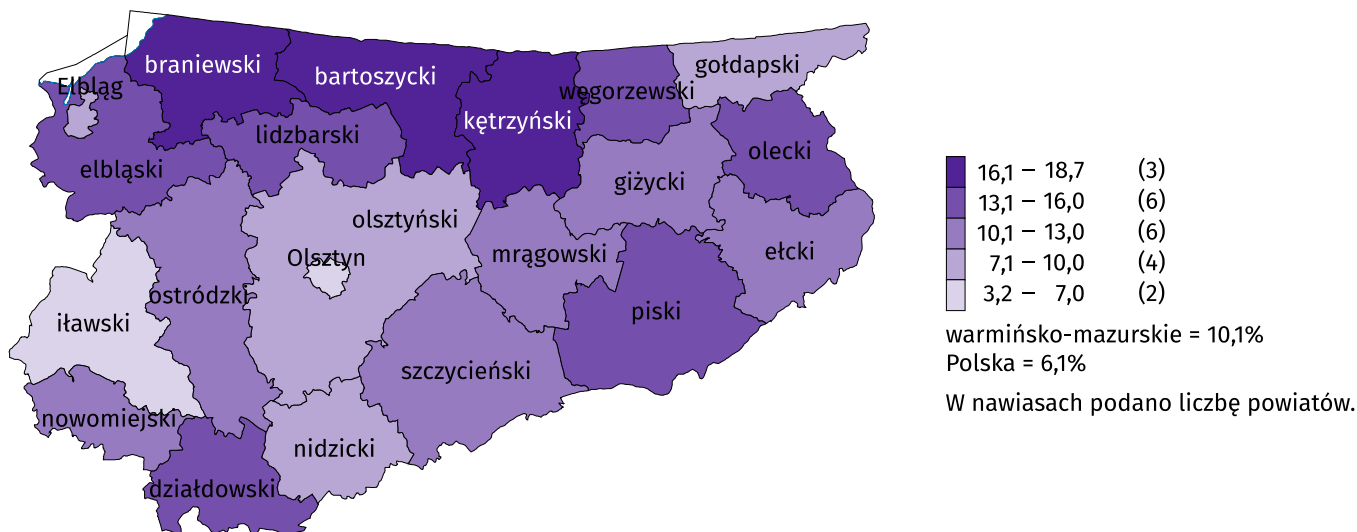 braniewski
bartoszycki
gołdapski
Elbląg
węgorzewski
kętrzyński
lidzbarski
olecki
elbląski
giżycki
olsztyński
mrągowski
ełcki
Olsztyn
ostródzki
iławski
piski
szczycieński
nowomiejski
nidzicki
działdowski
16,1 – 18,7 (3)
13,1 – 16,0 (6)
10,1 – 13,0 (6)
7,1 – 10,0 (4)
3,2 – 7,0 (2)
warmińsko-mazurskie = 10,1%
Polska = 6,1%
W nawiasach podano liczbę powiatów.